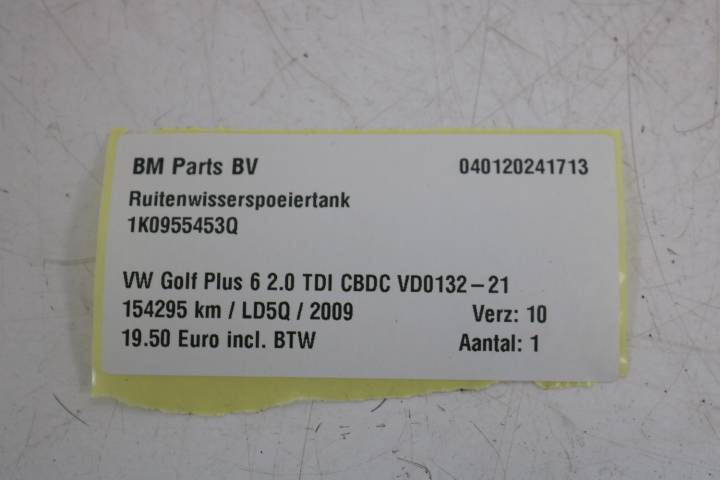 BM Parts BV 040120241713
Ruitenwisserspoeiertank
1K0955453Q
VW Golf Plus 6 2.0 TDI CBDC VD0132-21
154295 km / LD5Q / 2009 Verz: 10
19.50 Euro incl. BTW Aantal: 1